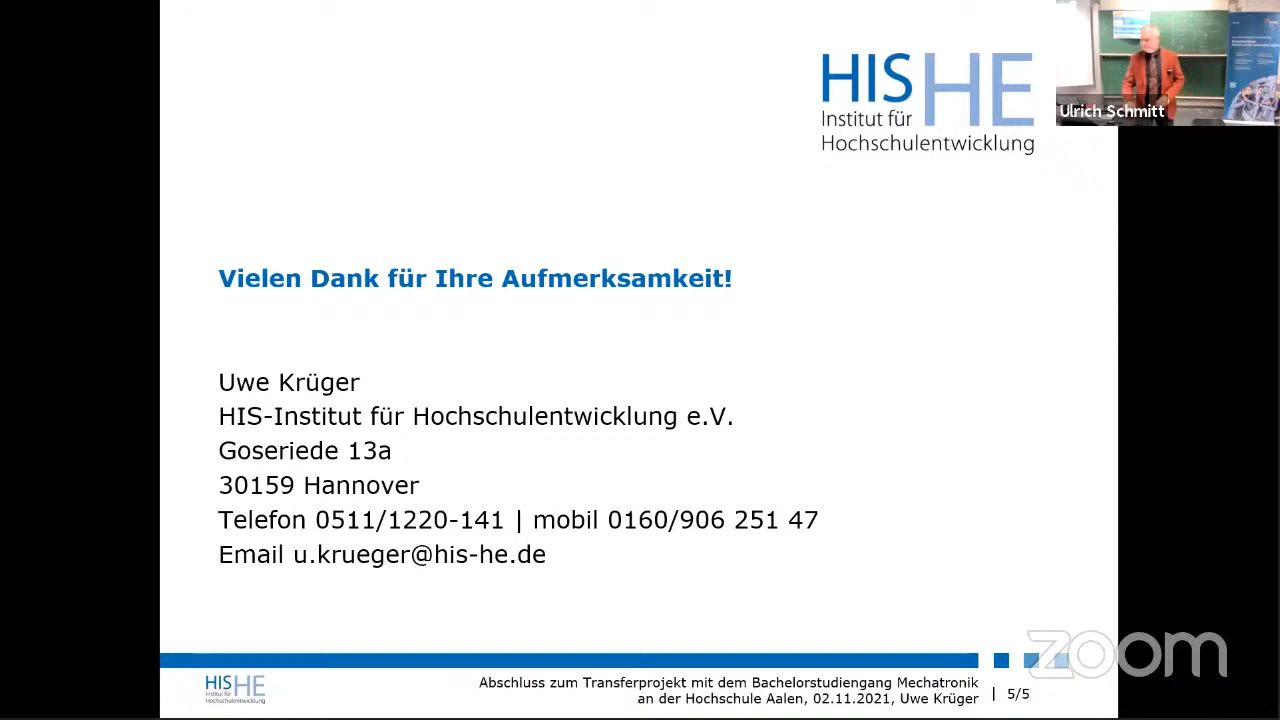 HIS HE
Institut für
Hochschulentwicklung
Ulrich Schmitt
Vielen Dank für Ihre Aufmerksamkeit!
Uwe Krüger
HIS-Institut für Hochschulentwicklung e.V.
Goseriede 13a
30159 Hannover
Telefon 0511/1220-141 | mobil 0160/906 251 47
Email u.krueger@his-he.de
zoom
HIS HE
Institut für
Hochschulentwicklung
Abschluss zum Transferprojekt mit dem Bachelorstudiengang Mechatronik
an der Hochschule Aalen, 02.11.2021, Uwe Krüger | 5/5